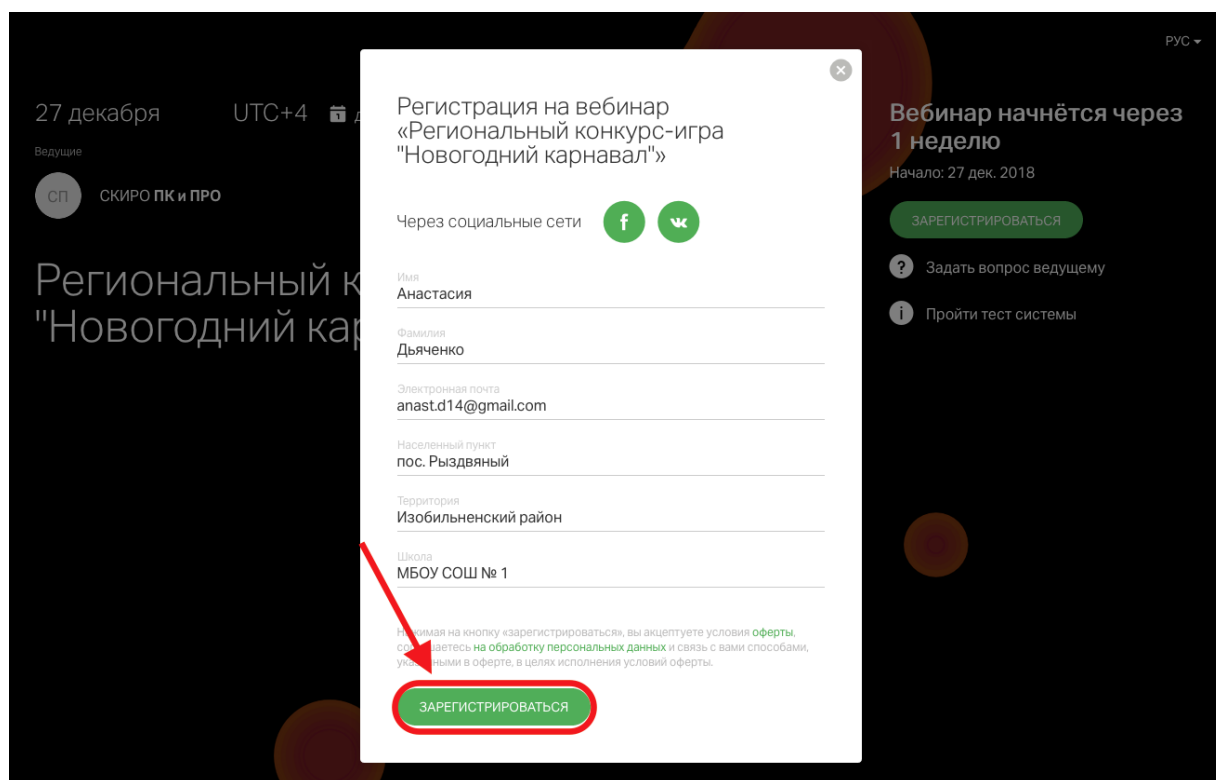 РУС
27 декабря UTC+4
Ведущие
СП СКИРО ПК и ПРО
Региональный к
"Новогодний кар
Регистрация на вебинар
«Региональный конкурс-игра
"Новогодний карнавал"»
Через социальные сети
Имя
Анастасия
Фамилия
Дьяченко
Электронная почта
anast.d14@gmail.com
Населенный пункт
пос. Рыздвяный
Территория
Изобильненский район
Школа
МБОУ СОШ № 1
Нажимая на кнопку «зарегистрироваться», вы акцептуете условия оферты,
соглашаетесь на обработку персональных данных и связь с вами способами,
указанными в оферте, в целях исполнения условий оферты.
ЗАРЕГИСТРИРОВАТЬСЯ
Вебинар начнётся через
1 неделю
Начало: 27 дек. 2018
ЗАРЕГИСТРИРОВАТЬСЯ
Задать вопрос ведущему
Пройти тест системы